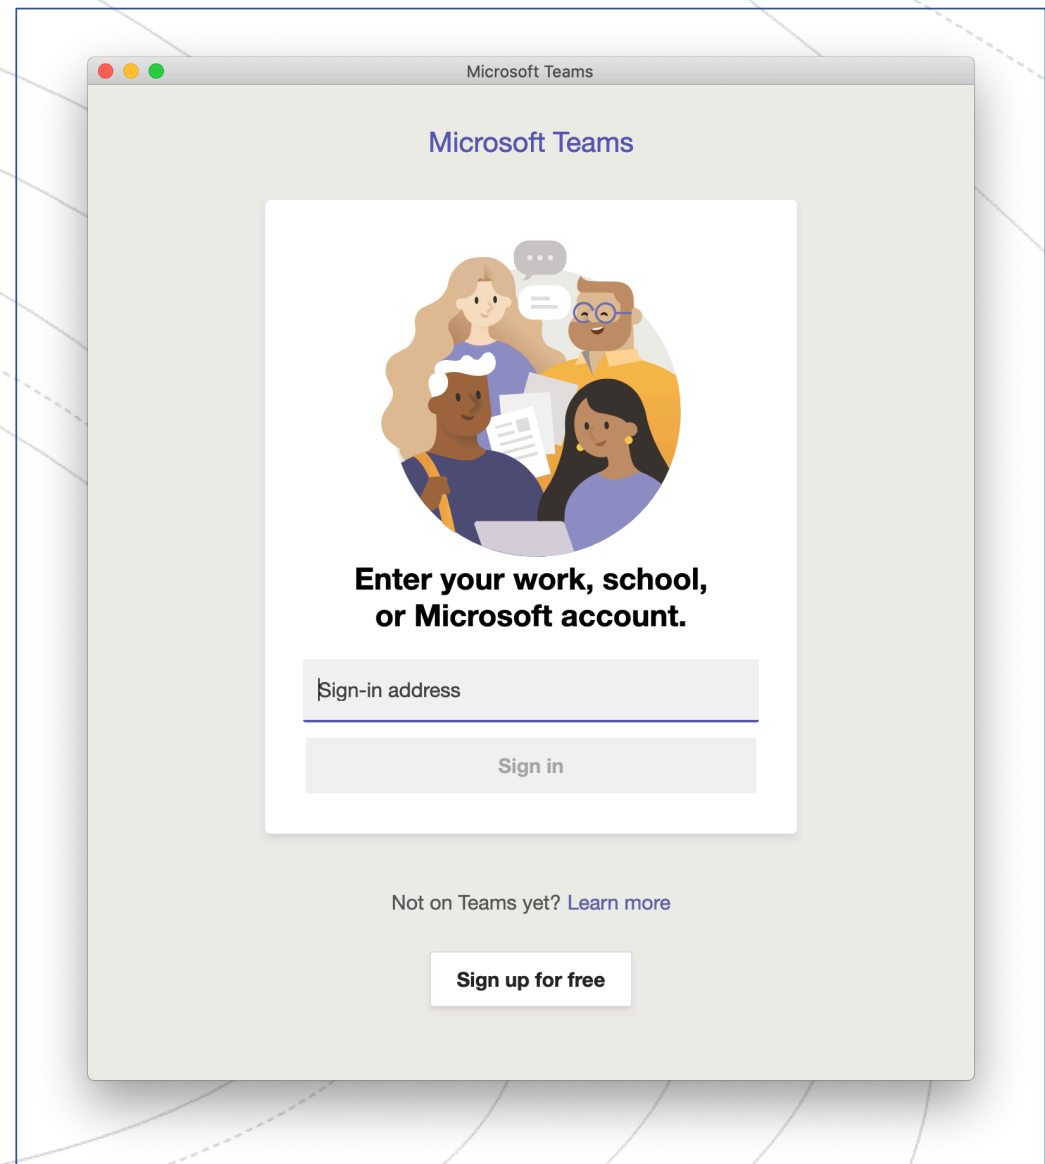 Microsoft Teams
Microsoft Teams
Enter your work, school,
or Microsoft account.
Sign-in address
Sign in
Not on Teams yet? Learn more
Sign up for free